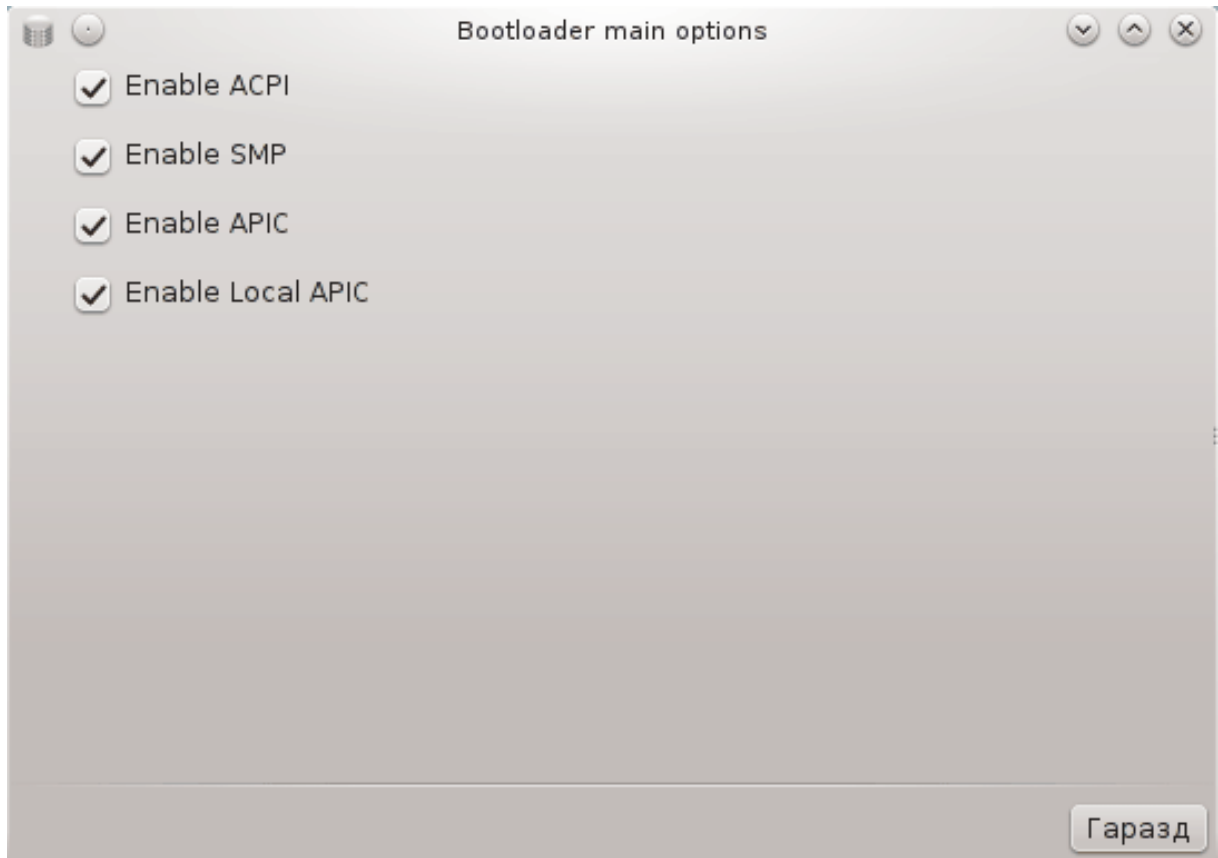 Bootloader main options
Enable ACPI
Enable SMP
Enable APIC
Enable Local APIC
Гаразд